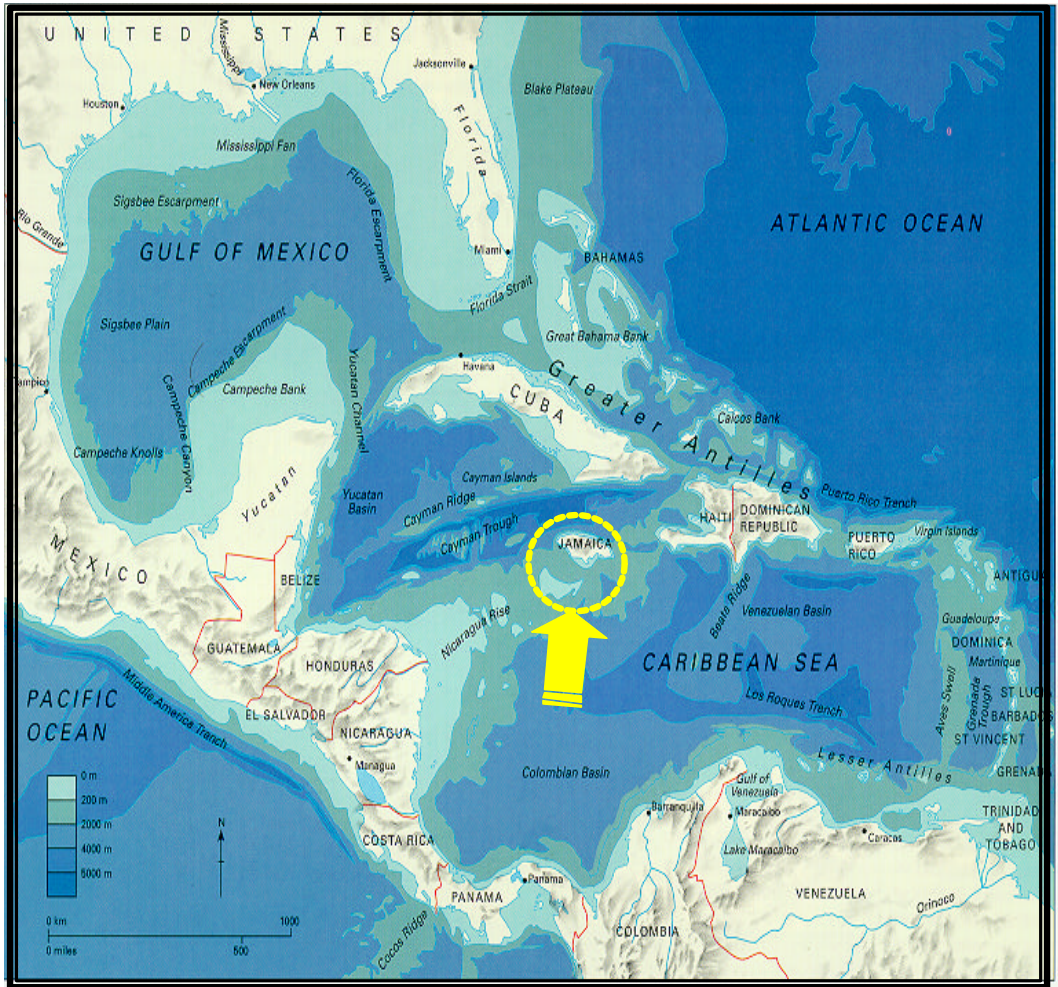 UNITED STATES
Mississippi
Jacksonville
New Orleans
Houston
Blake Plateau
Florida
Mississippi Fan
Sigsbee Escarpment
Florida Escarpment
Rio Grande
GULF OF MEXICO
ATLANTIC OCEAN
Miami
BAHAMAS
Florida Strait
Sigsbee Plain
Campeche Escarpment
Great Bahama Bank
Yucatan Channel
Havana
Greater Antilles
Campeche Canyon
Campeche Bank
CUBA
Caicos Bank
Campeche Knolls
Yucatan
Cayman Islands
Yucatan
Basin
Cayman Ridge
Puerto Rico Trench
Cayman Trough
HAITI
DOMINICAN
REPUBLIC
JAMAICA
PUERTO
RICO
Virgin Islands
MEXICO
BELIZE
ANTIGUA
Nicaragua Rise
Beata Ridge
Venezuelan Basin
Guadeloupe
GUATEMALA
DOMINICA
HONDURAS
CARIBBEAN SEA
Martinique
PACIFIC
OCEAN
Middle America Trench
Los Roques Trench
Aves Swell
Grenada
Trough
ST LUC
EL SALVADOR
BARBADOS
NICARAGUA
ST VINCENT
Managua
Colombian Basin
Lesser Antilles
GRENAD
0 m
200 m
2000 m
4000 m
6000 m
Gulf of
Venezuela
Barranquilla
Maracaibo
TRINIDAD
AND
TOBAGO
N
COSTA RICA
Caracas
Lake Maracaibo
Panama
PANAMA
VENEZUELA
Orinoco
0 km 1000
0 miles 500
Cocos Ridge
COLOMBIA